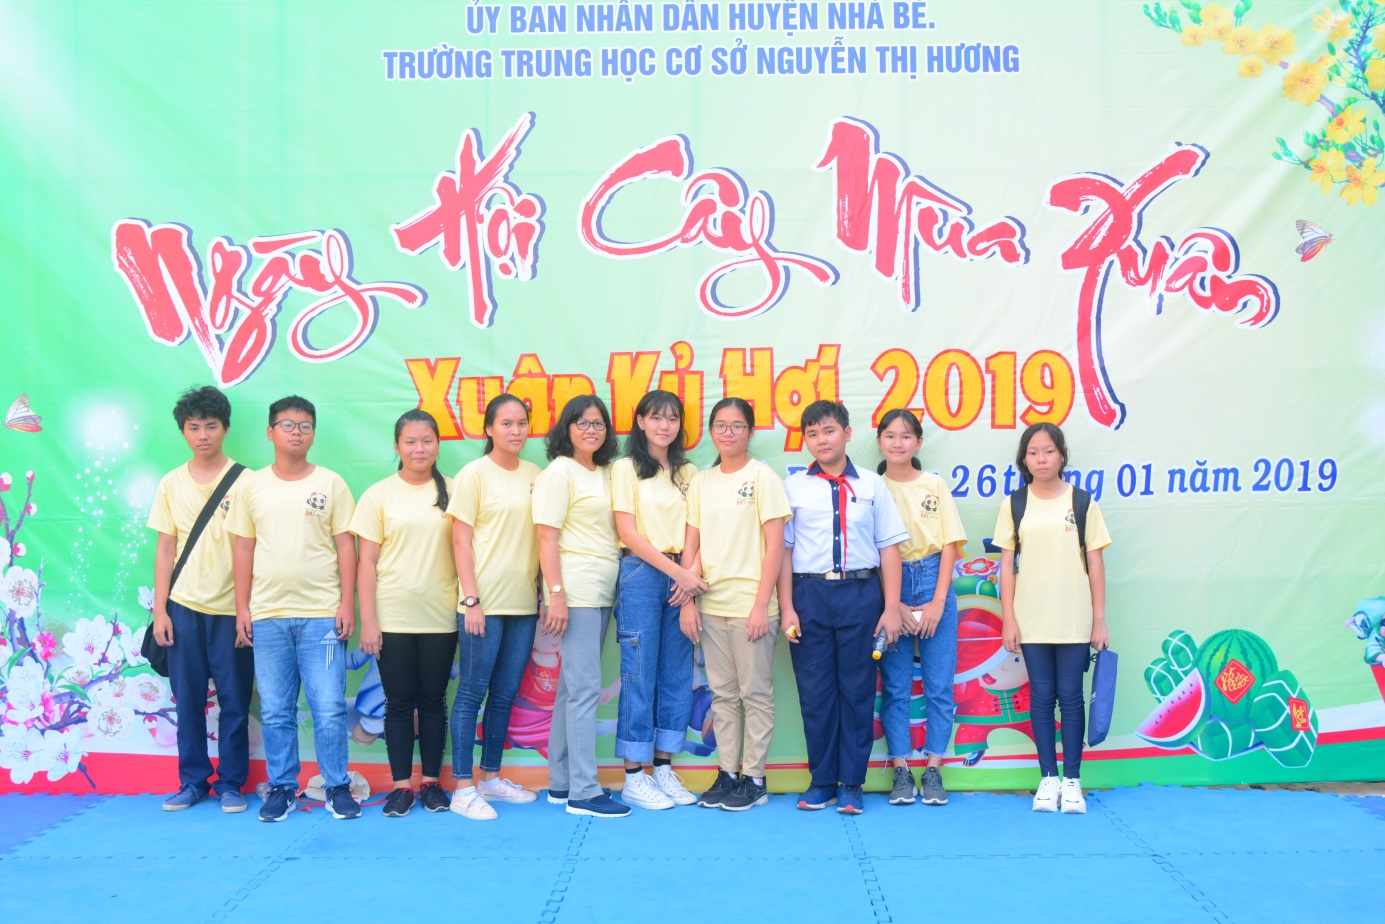 ỦY BAN NHÂN DÂN HUYỆN NHÀ BÈ.
TRƯỜNG TRUNG HỌC CƠ SỞ NGUYỄN THỊ HƯƠNG
Ngày Hội Cây Mùa Xuân
Xuân Kỷ Hợi 2019
26 tháng 01 năm 2019